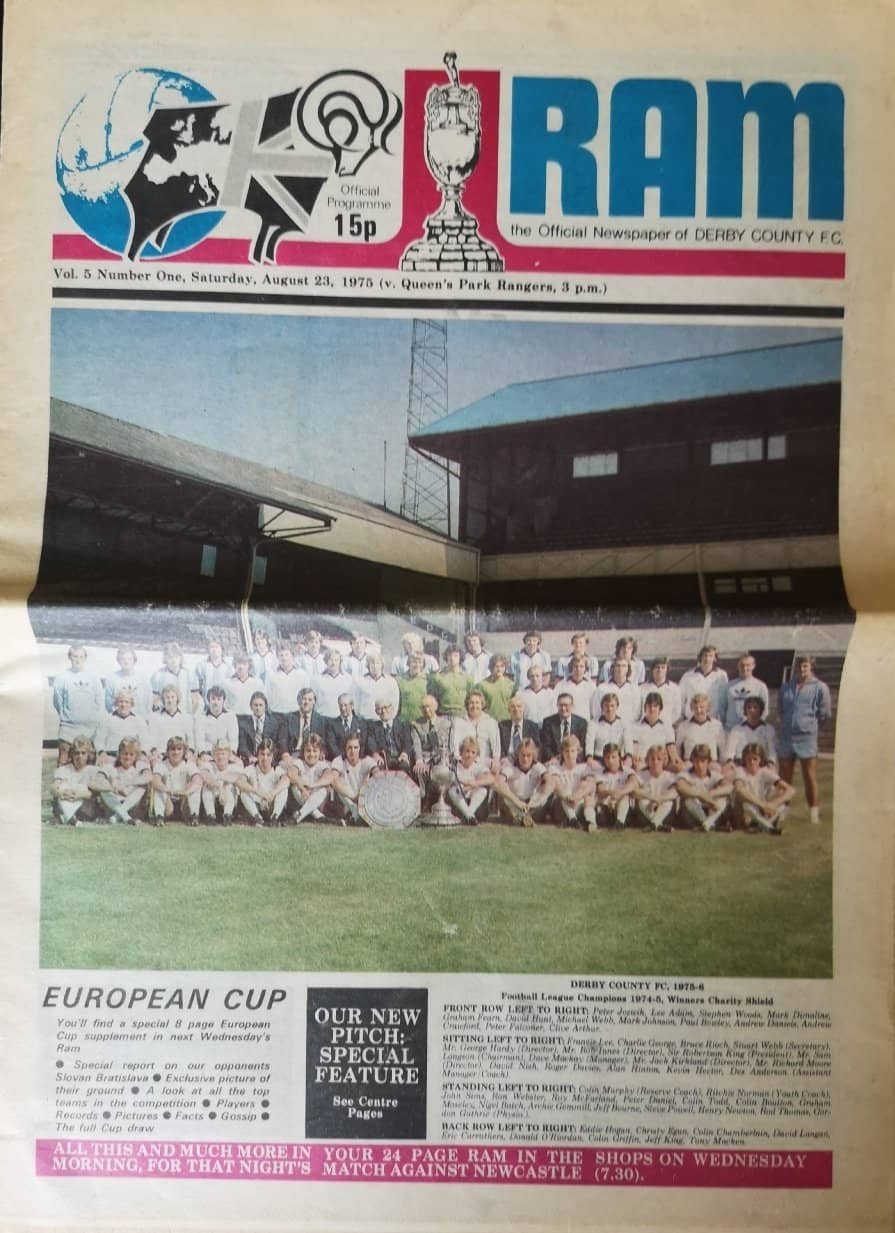 Official
Programme
15p
RAM
the Official Newspaper of DERBY COUNTY F.C.
Vol. 5 Number One, Saturday, August 23, 1975 (v. Queen's Park Rangers, 3 p.m.)
EUROPEAN CUP
You'll find a special 8 page European
Cup supplement in next Wednesday's
Ram
● Special report on our opponents
Slovan Bratislava ● Exclusive picture of
their ground ● A look at all the top
teams in the competition ● Players ●
Records ● Pictures ● Facts ● Gossip ●
The full Cup draw
OUR NEW
PITCH:
SPECIAL
FEATURE
See Centre
Pages
DERBY COUNTY FC, 1975-6
Football League Champions 1974-5, Winners Charity Shield
FRONT ROW LEFT TO RIGHT: Peter Joesik, Lee Adam, Stephen Woods, Mark Dimaline,
Graham Fearn, David Hunt, Michael Webb, Mark Johnson, Paul Bousley, Andrew Daniels, Andrew
Crawford, Peter Falconer, Clive Arthur.
SITTING LEFT TO RIGHT: Francis Lee, Charlie George, Bruce Rioch, Stuart Webb (Secretary),
Mr. George Hardy (Director), Mr. Bob Innes (Director), Sir Robertson King (President), Mr. Sam
Longson (Chairman), Dave Mackay (Manager), Mr. Jack Kirkland (Director), Mr. Richard Moore
(Director), David Nish, Roger Davies, Alan Hinton, Kevin Hector, Des Anderson (Assistant
Manager/Coach).
STANDING LEFT TO RIGHT: Colin Murphy (Reserve Coach), Ritchie Norman (Youth Coach),
John Sims, Ron Webster, Roy McFarland, Peter Daniel, Colin Todd, Colin Boulton, Graham
Moseley, Nigel Hatch, Archie Gemmill, Jeff Bourne, Steve Powell, Henry Newton, Rod Thomas, Gor-
don Guthrie (Physio.)
BACK ROW LEFT TO RIGHT: Eddie Hogan, Christy Egan, Colin Chamberlain, David Langan,
Eric Carruthers, Donald O'Riordan, Colin Griffin, Jeff King, Tony Macken.
ALL THIS AND MUCH MORE IN YOUR 24 PAGE RAM IN THE SHOPS ON WEDNESDAY
MORNING, FOR THAT NIGHT'S MATCH AGAINST NEWCASTLE (7.30).